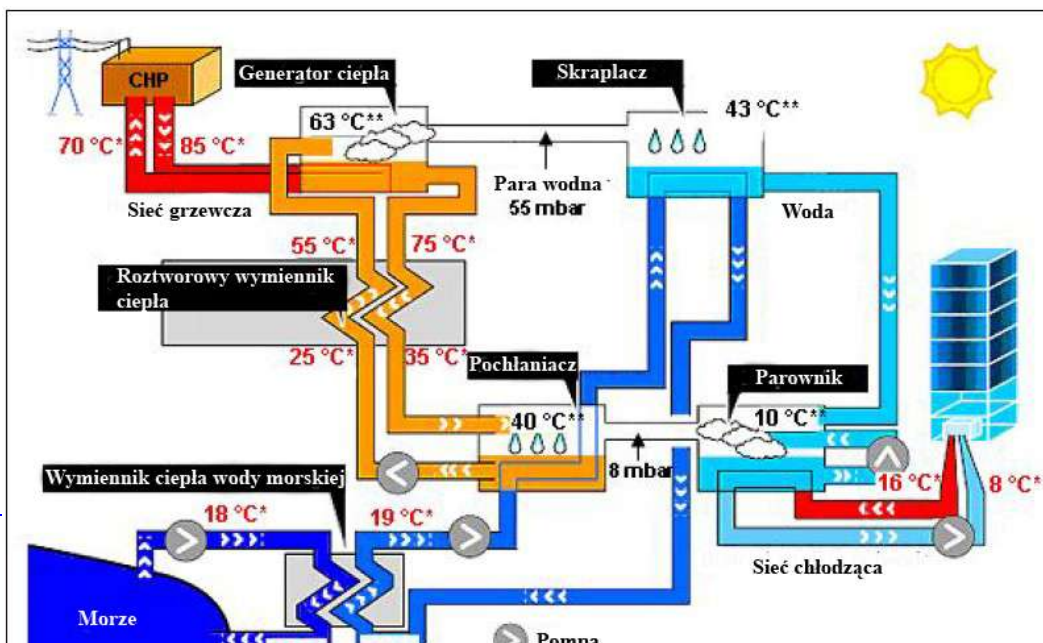 CHP
Generator ciepła
Skraplacz
63 °C**
43 °C**
70 °C*
85 °C*
Para wodna
55 mbar
Sieć grzewcza
Woda
55 °C*
75 °C*
Roztworowy wymiennik
ciepła
25 °C*
35 °C*
Pochłaniacz
Parownik
40 °C**
10 °C**
8 mbar
Wymiennik ciepła wody morskiej
16 °C*
8 °C*
18 °C*
19 °C*
Sieć chłodząca
Morze
Pompa